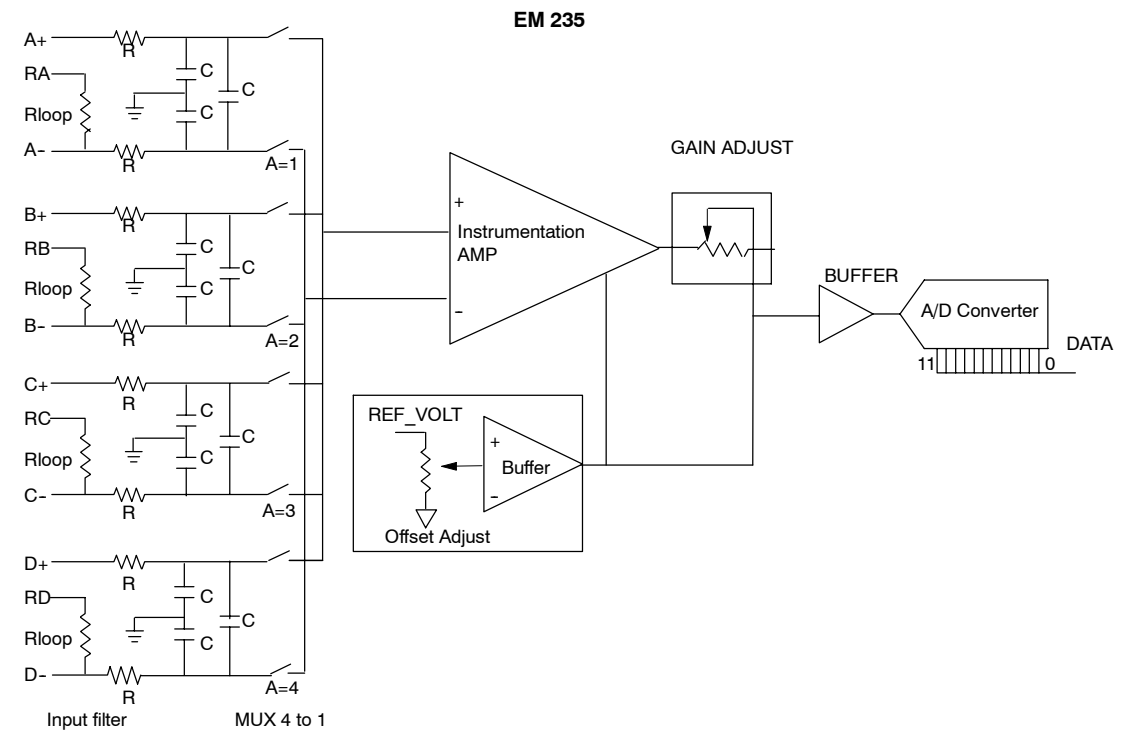 EM 235
A+
R
C
C
RA
Rloop
C
A-
R
A=1
B+
R
C
C
RB
Rloop
C
B-
R
A=2
C+
R
C
C
RC
Rloop
C
C-
R
A=3
D+
R
C
C
RD
Rloop
C
D-
R
A=4
Input filter
MUX 4 to 1
+
Instrumentation
AMP
-
GAIN ADJUST
REF_VOLT
+
Buffer
-
Offset Adjust
BUFFER
A/D Converter
11
0
DATA